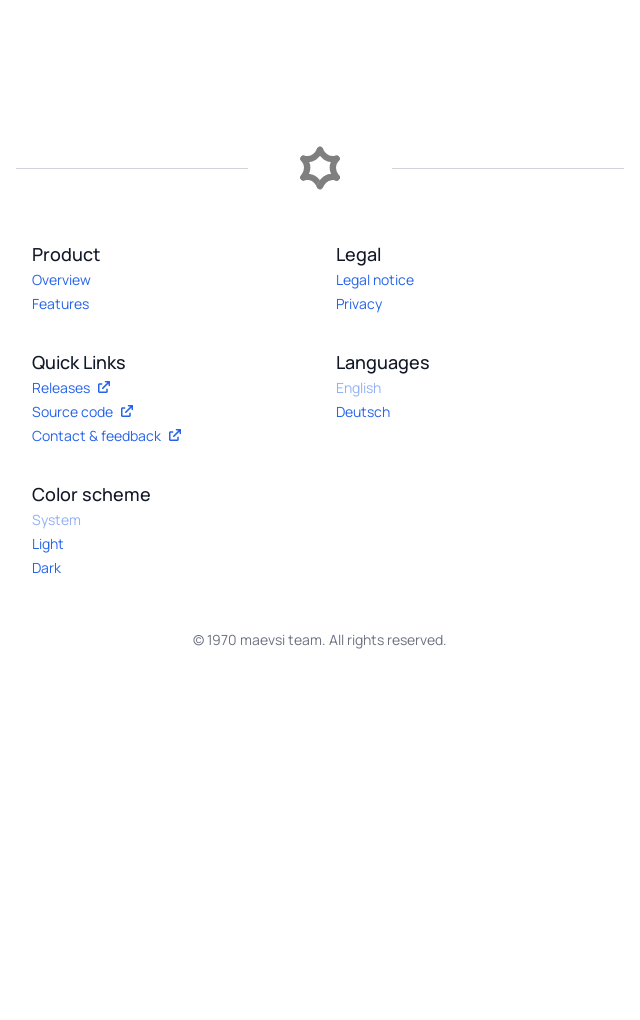 Product
Overview
Features
Legal
Legal notice
Privacy
Quick Links
Releases
Source code
Contact & feedback
Languages
English
Deutsch
Color scheme
System
Light
Dark
© 1970 maevsi team. All rights reserved.